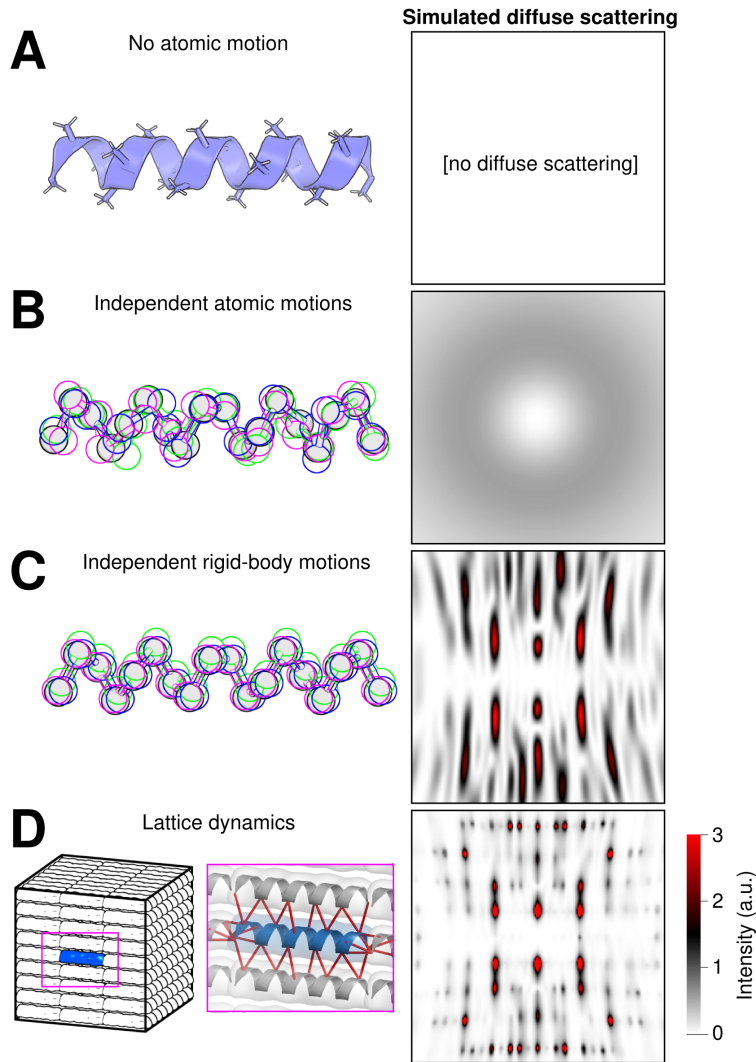 Simulated diffuse scattering
A
No atomic motion
[no diffuse scattering]
B
Independent atomic motions
C
Independent rigid-body motions
D
Lattice dynamics
3
2
1
0
Intensity (a.u.)